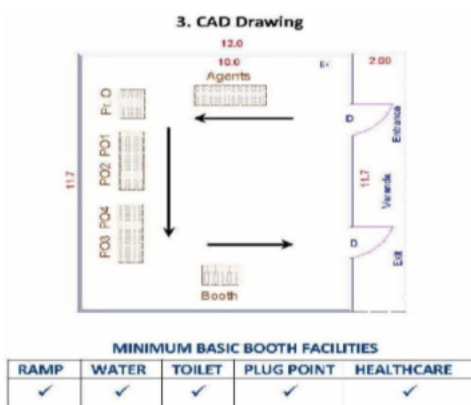 3. CAD Drawing
12.0
10.0
2.00
Agents
Pr. O
D
Entrance
PO2 PO1
11.7
11.7
Varanda
PO3 PO4
D
Exit
Booth
MINIMUM BASIC BOOTH FACILITIES
RAMP WATER TOILET PLUG POINT HEALTHCARE
✓ ✓ ✓ ✓ ✓